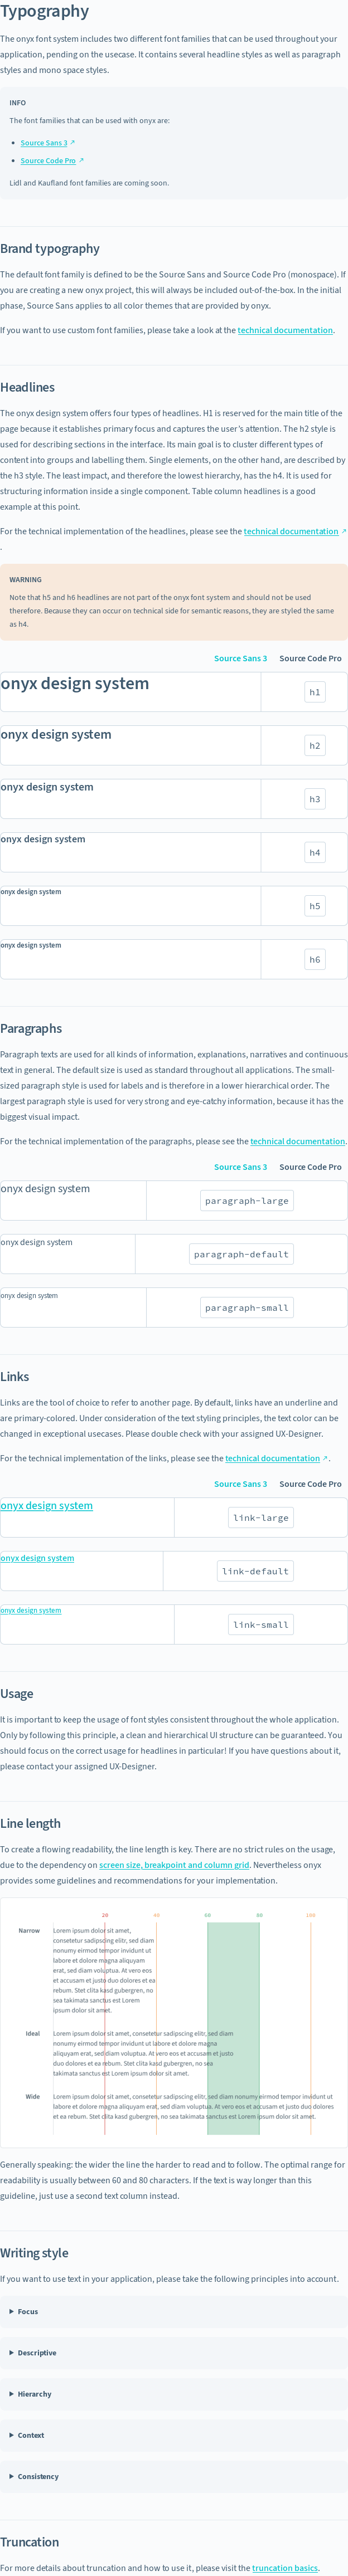 Typography
The onyx font system includes two different font families that can be used throughout your
application, pending on the usecase. It contains several headline styles as well as paragraph
styles and mono space styles.
INFO
The font families that can be used with onyx are:
Source Sans 3
Source Code Pro
Lidl and Kaufland font families are coming soon.
Brand typography
The default font family is defined to be the Source Sans and Source Code Pro (monospace). If
you are creating a new onyx project, this will always be included out-of-the-box. In the initial
phase, Source Sans applies to all color themes that are provided by onyx.
If you want to use custom font families, please take a look at the technical documentation.
Headlines
The onyx design system offers four types of headlines. H1 is reserved for the main title of the
page because it establishes primary focus and captures the user's attention. The h2 style is
used for describing sections in the interface. Its main goal is to cluster different types of
content into groups and labelling them. Single elements, on the other hand, are described by
the h3 style. The least impact, and therefore the lowest hierarchy, has the h4. It is used for
structuring information inside a single component. Table column headlines is a good
example at this point.
For the technical implementation of the headlines, please see the technical documentation
.
WARNING
Note that h5 and h6 headlines are not part of the onyx font system and should not be used
therefore. Because they can occur on technical side for semantic reasons, they are styled the same
as h4.
Source Sans 3 Source Code Pro
onyx design system h1
onyx design system h2
onyx design system h3
onyx design system h4
onyx design system h5
onyx design system h6
Paragraphs
Paragraph texts are used for all kinds of information, explanations, narratives and continuous
text in general. The default size is used as standard throughout all applications. The small-
sized paragraph style is used for labels and is therefore in a lower hierarchical order. The
largest paragraph style is used for very strong and eye-catchy information, because it has the
biggest visual impact.
For the technical implementation of the paragraphs, please see the technical documentation.
Source Sans 3 Source Code Pro
onyx design system paragraph-large
onyx design system paragraph-default
onyx design system paragraph-small
Links
Links are the tool of choice to refer to another page. By default, links have an underline and
are primary-colored. Under consideration of the text styling principles, the text color can be
changed in exceptional usecases. Please double check with your assigned UX-Designer.
For the technical implementation of the links, please see the technical documentation .
Source Sans 3 Source Code Pro
onyx design system link-large
onyx design system link-default
onyx design system link-small
Usage
It is important to keep the usage of font styles consistent throughout the whole application.
Only by following this principle, a clean and hierarchical UI structure can be guaranteed. You
should focus on the correct usage for headlines in particular! If you have questions about it,
please contact your assigned UX-Designer.
Line length
To create a flowing readability, the line length is key. There are no strict rules on the usage,
due to the dependency on screen size, breakpoint and column grid. Nevertheless onyx
provides some guidelines and recommendations for your implementation.
20 40 60 80 100
Narrow Lorem ipsum dolor sit amet,
consetetur sadipscing elitr, sed diam
nonumy eirmod tempor invidunt ut
labore et dolore magna aliquyam
erat, sed diam voluptua. At vero eos
et accusam et justo duo dolores et ea
rebum. Stet clita kasd gubergren, no
sea takimata sanctus est Lorem
ipsum dolor sit amet.
Ideal Lorem ipsum dolor sit amet, consetetur sadipscing elitr, sed diam
nonumy eirmod tempor invidunt ut labore et dolore magna
aliquyam erat, sed diam voluptua. At vero eos et accusam et justo
duo dolores et ea rebum. Stet clita kasd gubergren, no sea
takimata sanctus est Lorem ipsum dolor sit amet.
Wide Lorem ipsum dolor sit amet, consetetur sadipscing elitr, sed diam nonumy eirmod tempor invidunt ut
labore et dolore magna aliquyam erat, sed diam voluptua. At vero eos et accusam et justo duo dolores
et ea rebum. Stet clita kasd gubergren, no sea takimata sanctus est Lorem ipsum dolor sit amet.
Generally speaking: the wider the line the harder to read and to follow. The optimal range for
readability is usually between 60 and 80 characters. If the text is way longer than this
guideline, just use a second text column instead.
Writing style
If you want to use text in your application, please take the following principles into account.
Focus
Descriptive
Hierarchy
Context
Consistency
Truncation
For more details about truncation and how to use it, please visit the truncation basics.